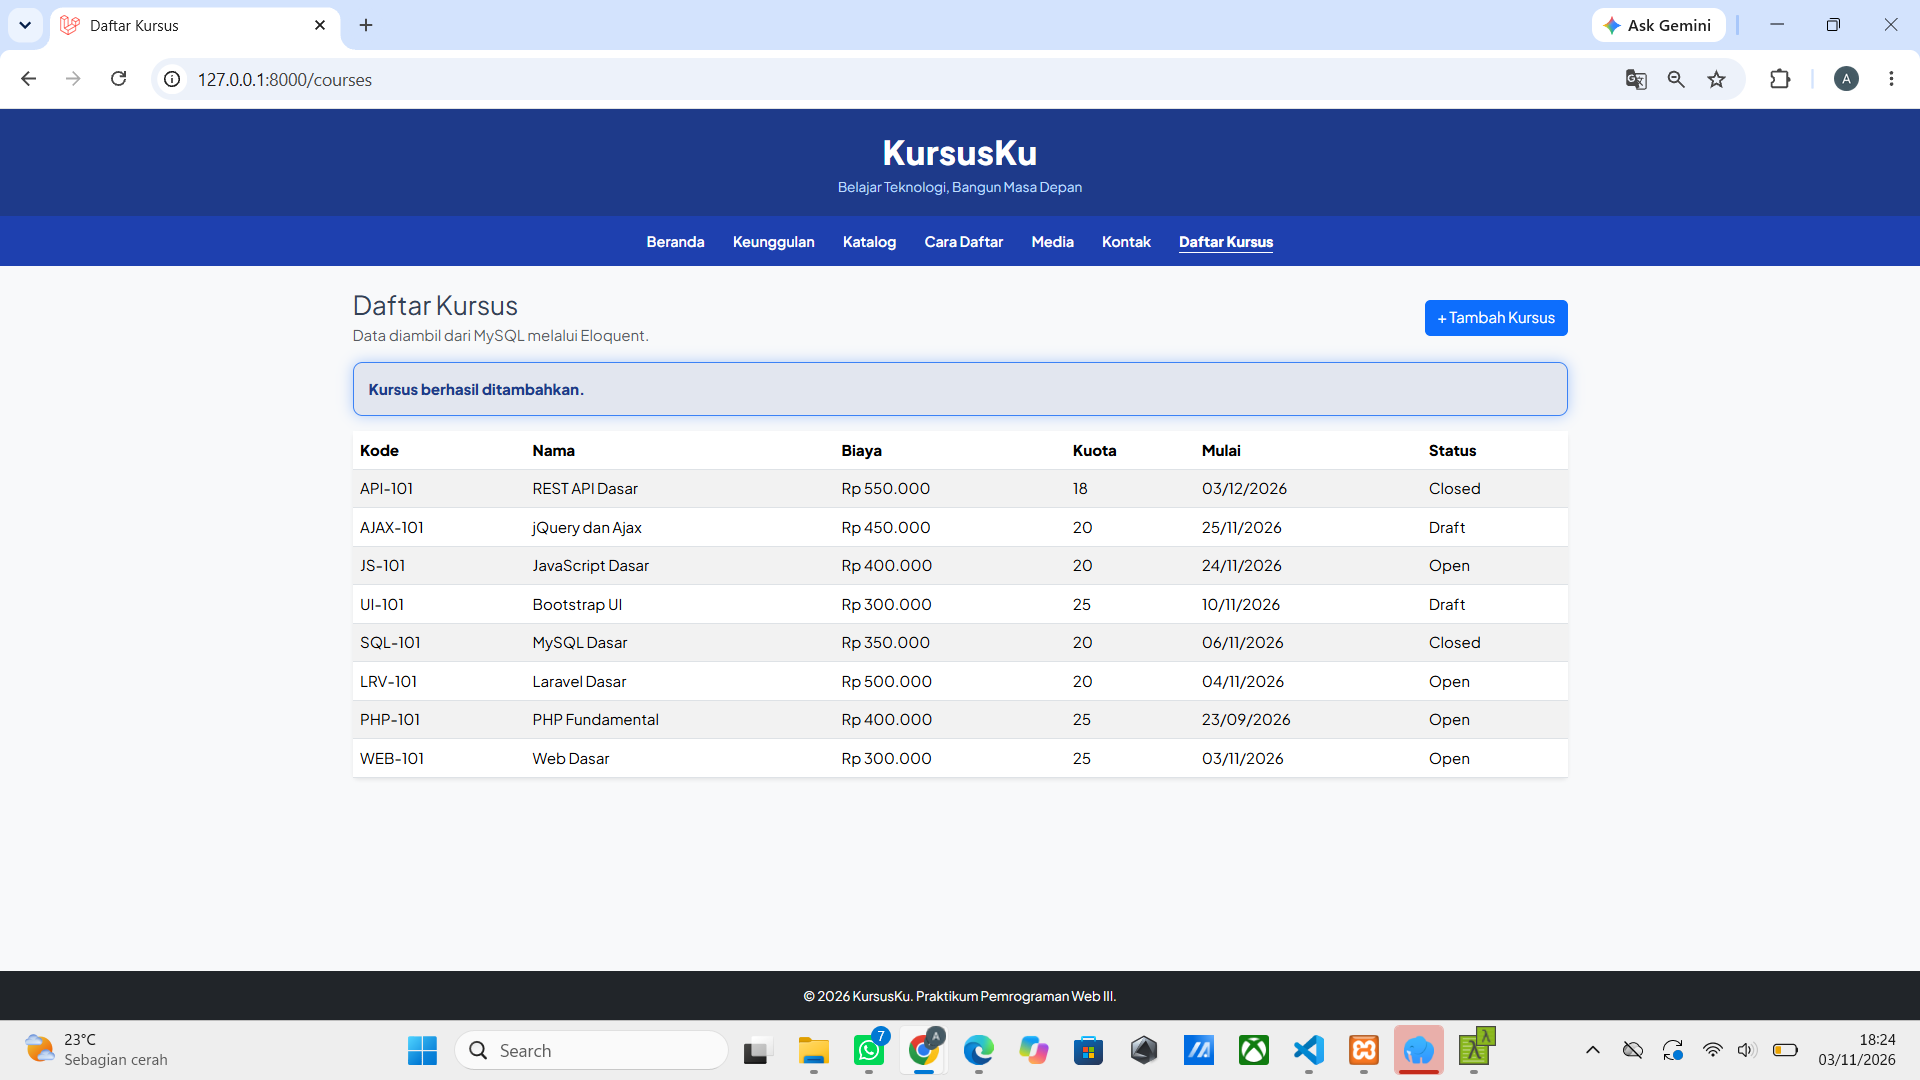 Daftar Kursus
Ask Gemini
127.0.0.1:8000/courses
A
KursusKu
Belajar Teknologi, Bangun Masa Depan
Beranda Keunggulan Katalog Cara Daftar Media Kontak Daftar Kursus
Daftar Kursus
Data diambil dari MySQL melalui Eloquent.
+ Tambah Kursus
Kursus berhasil ditambahkan.
Kode Nama Biaya Kuota Mulai Status
API-101 REST API Dasar Rp 550.000 18 03/12/2026 Closed
AJAX-101 jQuery dan Ajax Rp 450.000 20 25/11/2026 Draft
JS-101 JavaScript Dasar Rp 400.000 20 24/11/2026 Open
UI-101 Bootstrap UI Rp 300.000 25 10/11/2026 Draft
SQL-101 MySQL Dasar Rp 350.000 20 06/11/2026 Closed
LRV-101 Laravel Dasar Rp 500.000 20 04/11/2026 Open
PHP-101 PHP Fundamental Rp 400.000 25 23/09/2026 Open
WEB-101 Web Dasar Rp 300.000 25 03/11/2026 Open
© 2026 KursusKu. Praktikum Pemrograman Web III.
23°C
Sebagian cerah
Search
7
A
18:24
03/11/2026